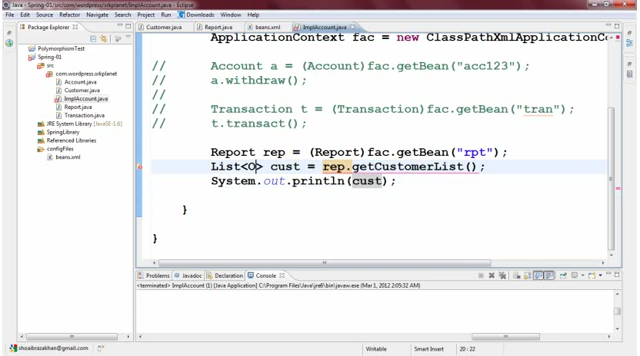 Java - Spring-01/src/com/wordpress/srkplanet/ImplAccount.java - Eclipse
File Edit Source Refactor Navigate Search Project Run Downloads Window Help
Package Explorer
PolymorphismTest
Spring-01
src
com.wordpress.srkplanet
Account.java
Customer.java
ImplAccount.java
Report.java
Transaction.java
JRE System Library [JavaSE-1.6]
SpringLibrary
Referenced Libraries
configFiles
beans.xml
Customer.java Report.java beans.xml ImplAccount.java
ApplicationContext fac = new ClassPathXmlApplicationCo
// Account a = (Account)fac.getBean("acc123");
// a.withdraw();
//
// Transaction t = (Transaction)fac.getBean("tran");
// t.transact();
Report rep = (Report)fac.getBean("rpt");
List<O> cust = rep.getCustomerList();
System.out.println(cust);
}
}
Problems Javadoc Declaration Console
<terminated> ImplAccount (1) [Java Application] C:\Program Files\Java\jre6\bin\javaw.exe (Mar 1, 2012 2:05:32 AM)
shoaibrazakhan@gmail.com
Writable Smart Insert 20 : 22